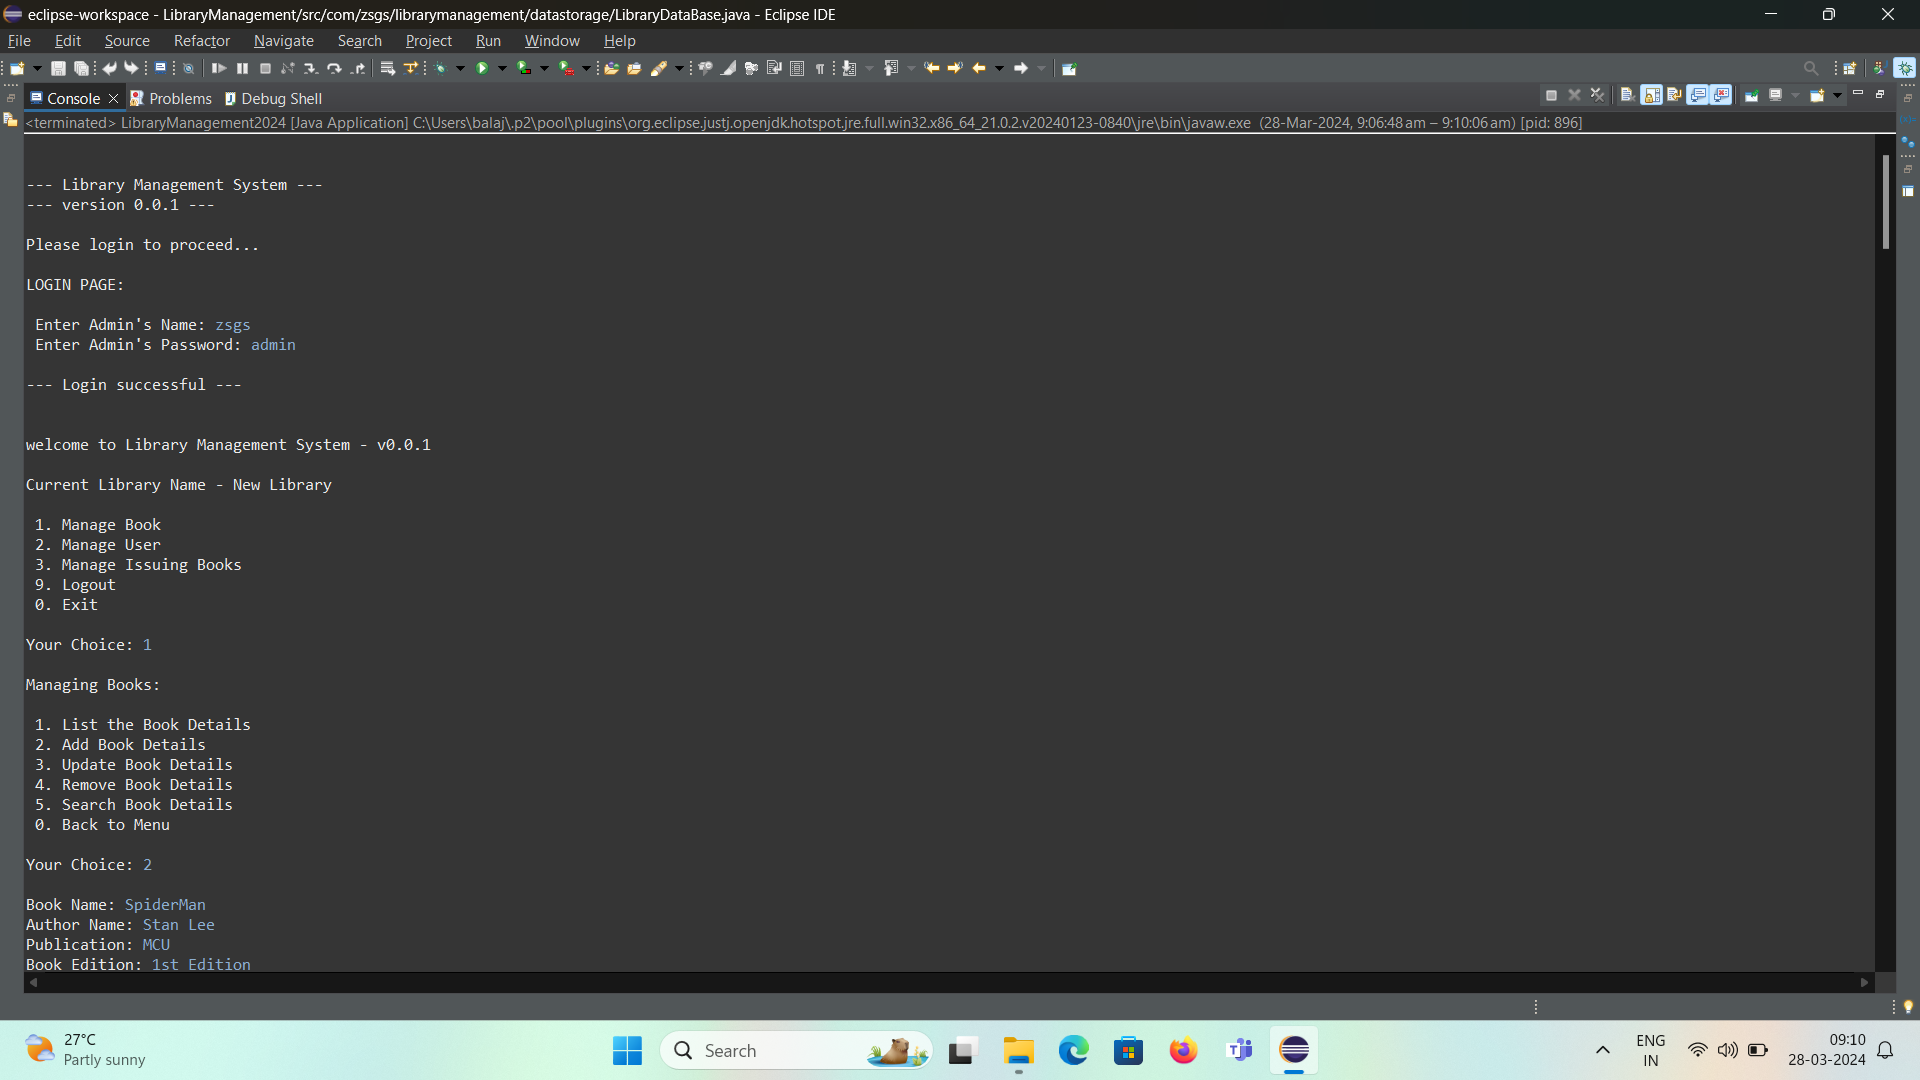 eclipse-workspace - LibraryManagement/src/com/zsgs/librarymanagement/datastorage/LibraryDataBase.java - Eclipse IDE
File Edit Source Refactor Navigate Search Project Run Window Help
Console Problems Debug Shell
<terminated> LibraryManagement2024 [Java Application] C:\Users\balaj\.p2\pool\plugins\org.eclipse.justj.openjdk.hotspot.jre.full.win32.x86_64_21.0.2.v20240123-0840\jre\bin\javaw.exe (28-Mar-2024, 9:06:48 am – 9:10:06 am) [pid: 896]
--- Library Management System ---
--- version 0.0.1 ---
Please login to proceed...
LOGIN PAGE:
Enter Admin's Name: zsgs
Enter Admin's Password: admin
--- Login successful ---
welcome to Library Management System - v0.0.1
Current Library Name - New Library
1. Manage Book
2. Manage User
3. Manage Issuing Books
9. Logout
0. Exit
Your Choice: 1
Managing Books:
1. List the Book Details
2. Add Book Details
3. Update Book Details
4. Remove Book Details
5. Search Book Details
0. Back to Menu
Your Choice: 2
Book Name: SpiderMan
Author Name: Stan Lee
Publication: MCU
Book Edition: 1st Edition
27°C
Partly sunny
Search
ENG
IN
09:10
28-03-2024